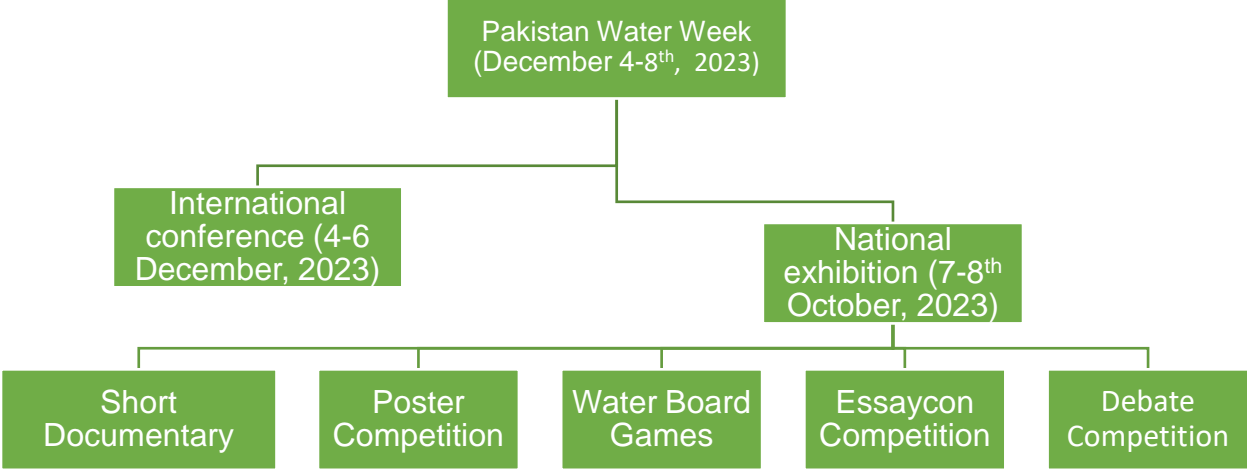 Pakistan Water Week
(December 4-8th, 2023)
International
conference (4-6
December, 2023)
National
exhibition (7-8th
October, 2023)
Short
Documentary
Poster
Competition
Water Board
Games
Essaycon
Competition
Debate
Competition